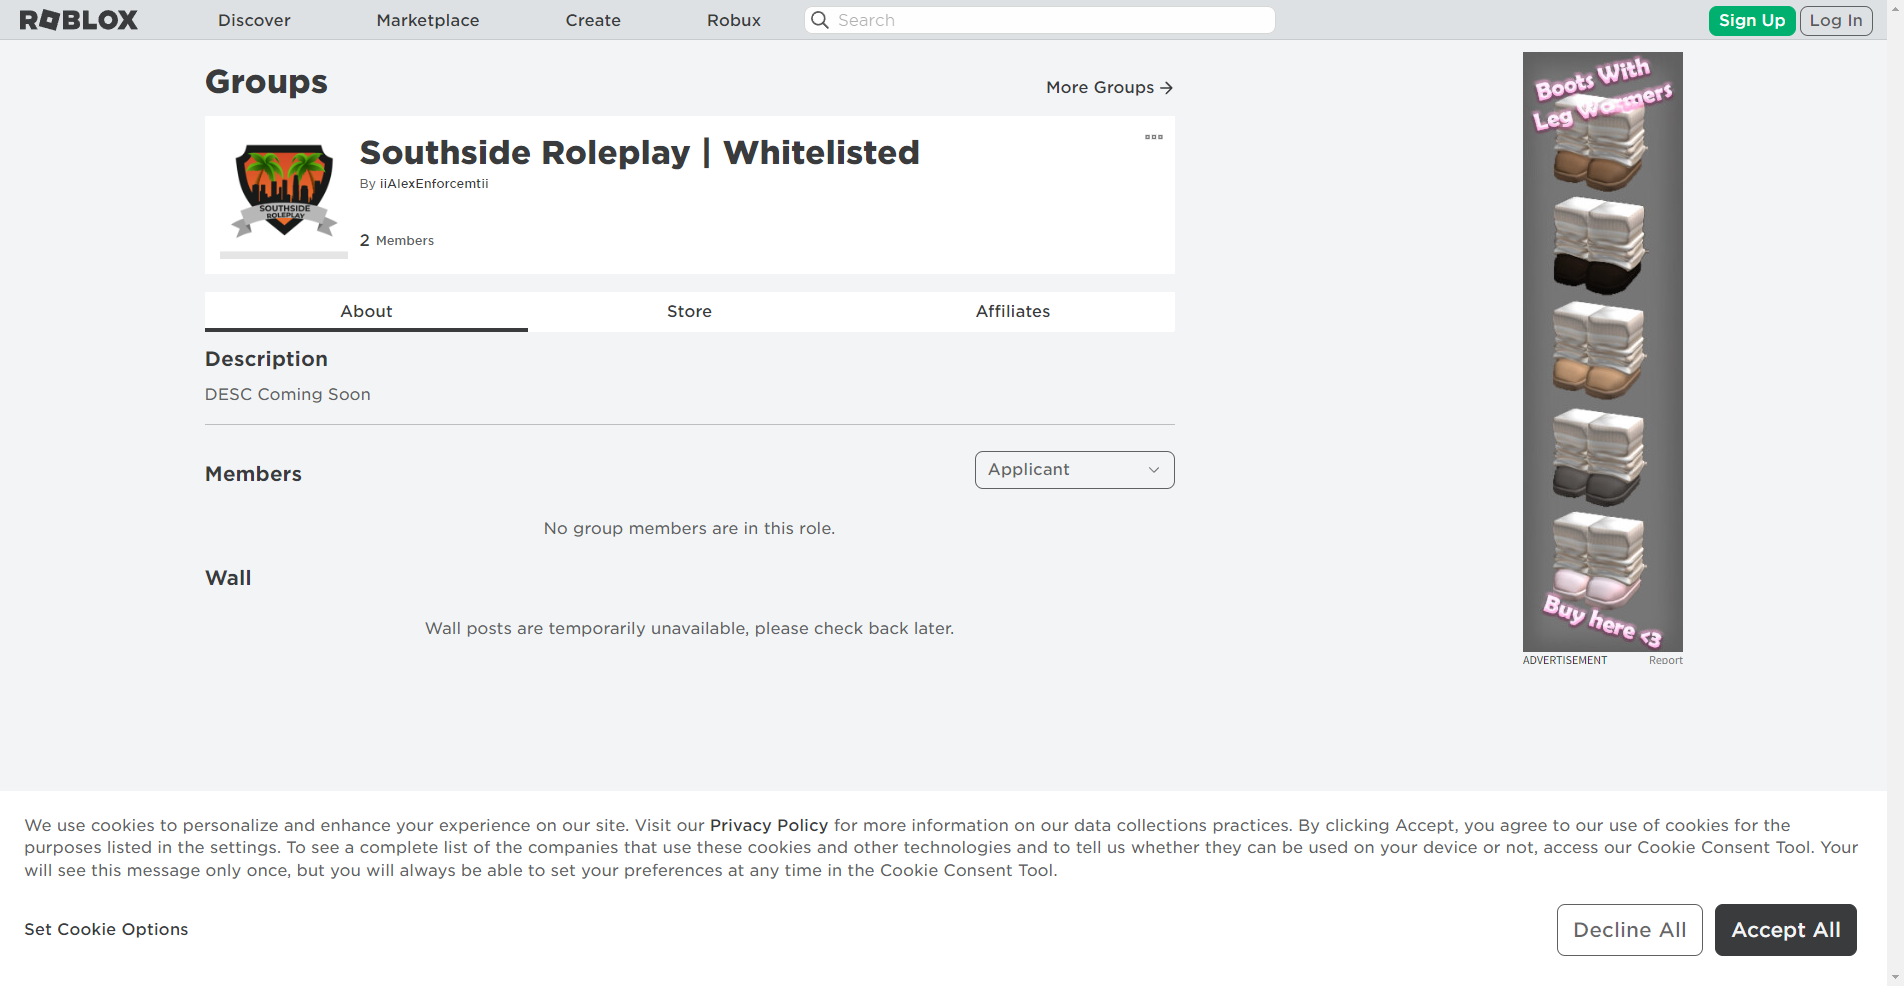 ROBLOX
Discover
Marketplace
Create
Robux
Search
Sign Up
Log In
Groups
More Groups →
Southside Roleplay | Whitelisted
By iiAlexEnforcemtii
SOUTHSIDE
ROLEPLAY
2 Members
About
Store
Affiliates
Description
DESC Coming Soon
Members
Applicant
No group members are in this role.
Wall
Wall posts are temporarily unavailable, please check back later.
Boots With
Leg Wormers
Buy here <3
ADVERTISEMENT
Report
We use cookies to personalize and enhance your experience on our site. Visit our Privacy Policy for more information on our data collections practices. By clicking Accept, you agree to our use of cookies for the
purposes listed in the settings. To see a complete list of the companies that use these cookies and other technologies and to tell us whether they can be used on your device or not, access our Cookie Consent Tool. Your
will see this message only once, but you will always be able to set your preferences at any time in the Cookie Consent Tool.
Set Cookie Options
Decline All
Accept All